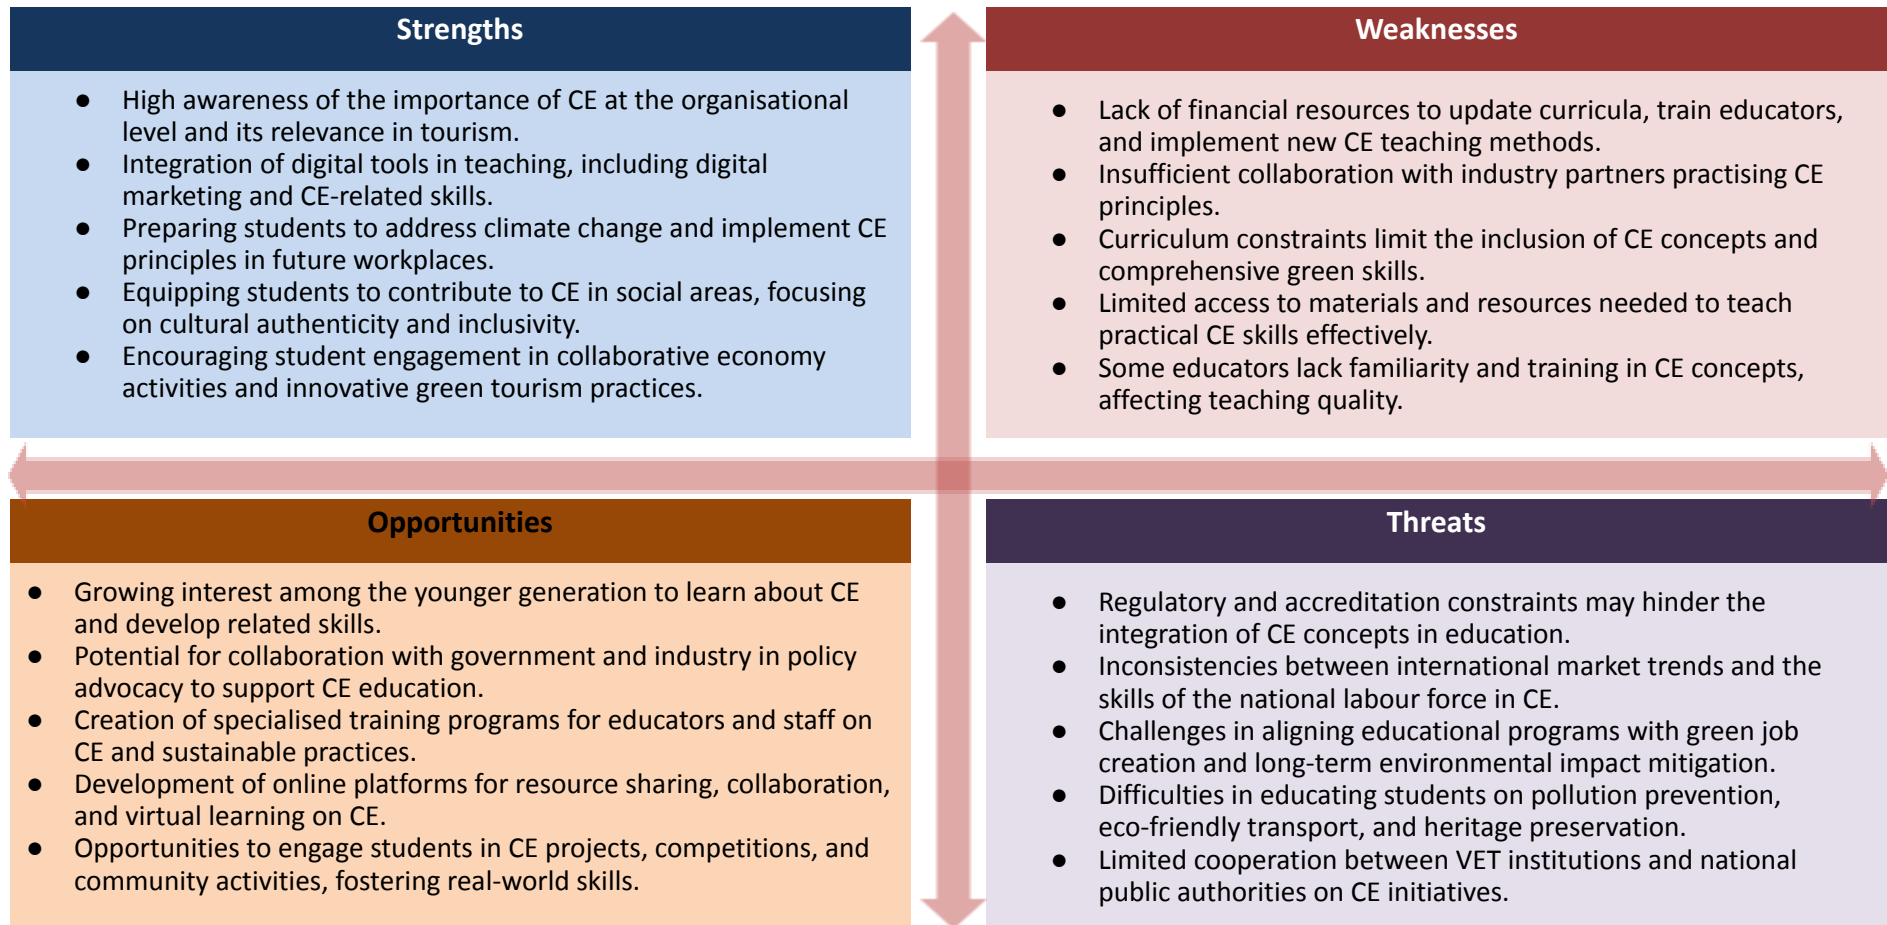 Strengths
● High awareness of the importance of CE at the organisational
level and its relevance in tourism.
● Integration of digital tools in teaching, including digital
marketing and CE-related skills.
● Preparing students to address climate change and implement CE
principles in future workplaces.
● Equipping students to contribute to CE in social areas, focusing
on cultural authenticity and inclusivity.
● Encouraging student engagement in collaborative economy
activities and innovative green tourism practices.
Weaknesses
● Lack of financial resources to update curricula, train educators,
and implement new CE teaching methods.
● Insufficient collaboration with industry partners practising CE
principles.
● Curriculum constraints limit the inclusion of CE concepts and
comprehensive green skills.
● Limited access to materials and resources needed to teach
practical CE skills effectively.
● Some educators lack familiarity and training in CE concepts,
affecting teaching quality.
Opportunities
● Growing interest among the younger generation to learn about CE
and develop related skills.
● Potential for collaboration with government and industry in policy
advocacy to support CE education.
● Creation of specialised training programs for educators and staff on
CE and sustainable practices.
● Development of online platforms for resource sharing, collaboration,
and virtual learning on CE.
● Opportunities to engage students in CE projects, competitions, and
community activities, fostering real-world skills.
Threats
● Regulatory and accreditation constraints may hinder the
integration of CE concepts in education.
● Inconsistencies between international market trends and the
skills of the national labour force in CE.
● Challenges in aligning educational programs with green job
creation and long-term environmental impact mitigation.
● Difficulties in educating students on pollution prevention,
eco-friendly transport, and heritage preservation.
● Limited cooperation between VET institutions and national
public authorities on CE initiatives.